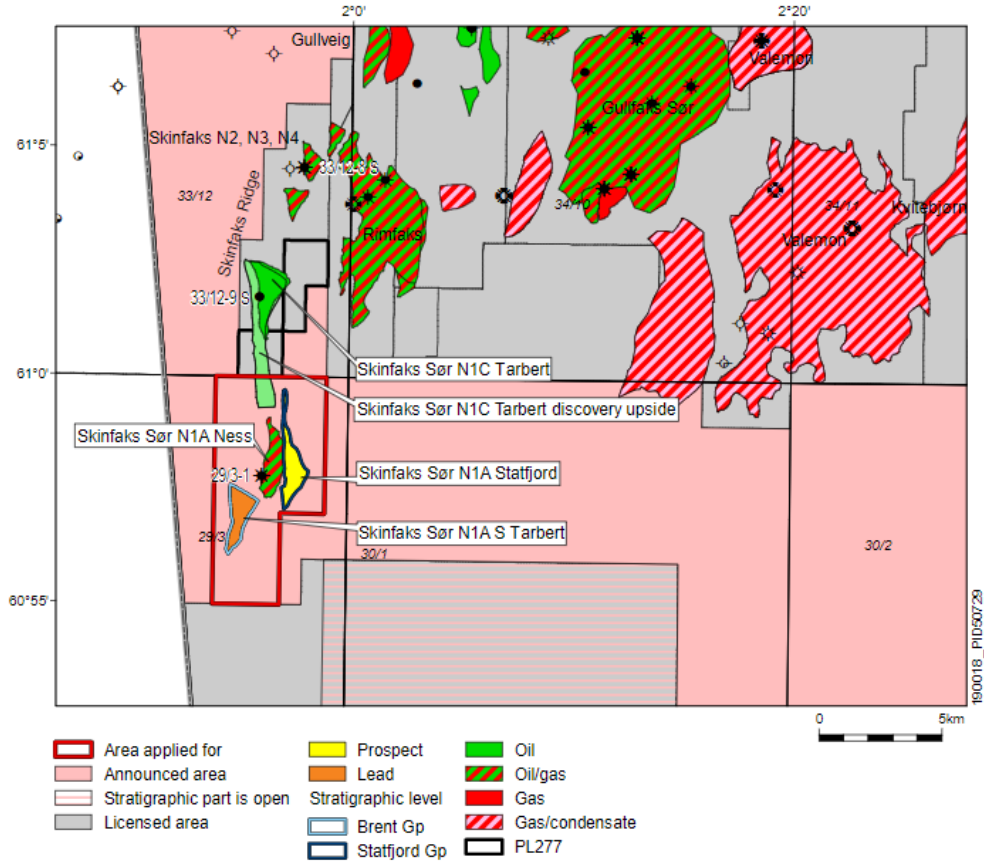 2°0'
2°20'
Gullveig
Valemon
Gullfaks Sør
61°5'
Skinfaks N2, N3, N4
33/12-8 S
33/12
34/10
34/11
Kvitebjørn
Skinfaks Ridge
Rimfaks
Valemon
33/12-9 S
Skinfaks Sør N1C Tarbert
61°0'
Skinfaks Sør N1C Tarbert discovery upside
Skinfaks Sør N1A Ness
29/3-1
Skinfaks Sør N1A Statfjord
Skinfaks Sør N1A S Tarbert
29/3
30/1
30/2
60°55'
190018_PID50729
0 5km
Area applied for
Announced area
Stratigraphic part is open
Licensed area
Prospect
Lead
Stratigraphic level
Brent Gp
Statfjord Gp
Oil
Oil/gas
Gas
Gas/condensate
PL277